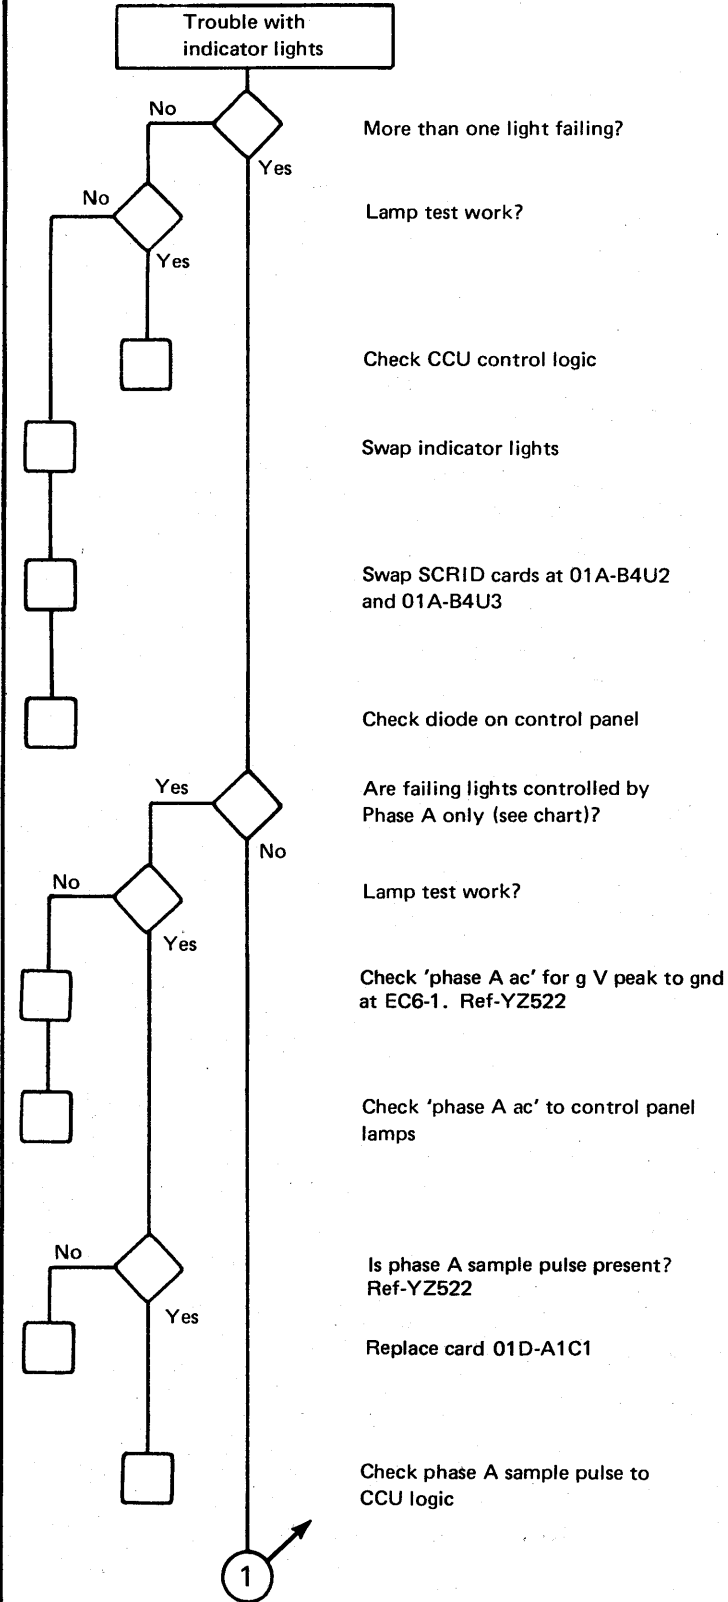 Trouble with
indicator lights
No
More than one light failing?
Yes
No
Lamp test work?
Yes
Check CCU control logic
Swap indicator lights
Swap SCRID cards at 01A-B4U2
and 01A-B4U3
Check diode on control panel
Yes
Are failing lights controlled by
Phase A only (see chart)?
No
No
Lamp test work?
Yes
Check 'phase A ac' for g V peak to gnd
at EC6-1. Ref-YZ522
Check 'phase A ac' to control panel
lamps
No
Is phase A sample pulse present?
Ref-YZ522
Yes
Replace card 01D-A1C1
Check phase A sample pulse to
CCU logic
1